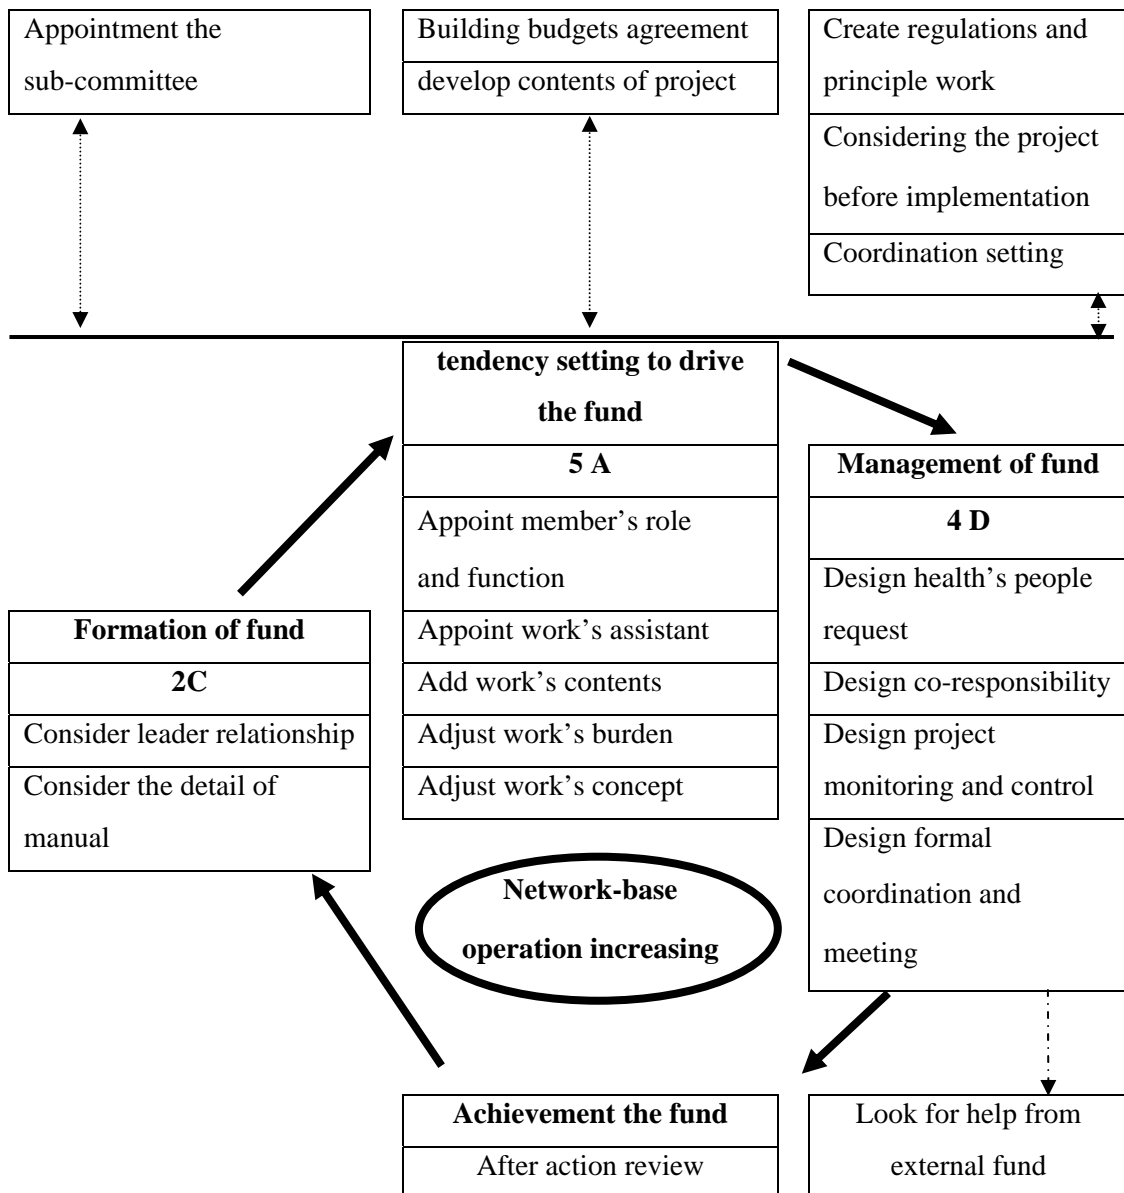 Appointment the
sub-committee
Building budgets agreement
develop contents of project
Create regulations and
principle work
Considering the project
before implementation
Coordination setting
tendency setting to drive
the fund
5 A
Appoint member’s role
and function
Appoint work’s assistant
Add work’s contents
Adjust work’s burden
Adjust work’s concept
Management of fund
4 D
Design health’s people
request
Design co-responsibility
Design project
monitoring and control
Design formal
coordination and
meeting
Formation of fund
2C
Consider leader relationship
Consider the detail of
manual
Network-base
operation increasing
Achievement the fund
After action review
Look for help from
external fund